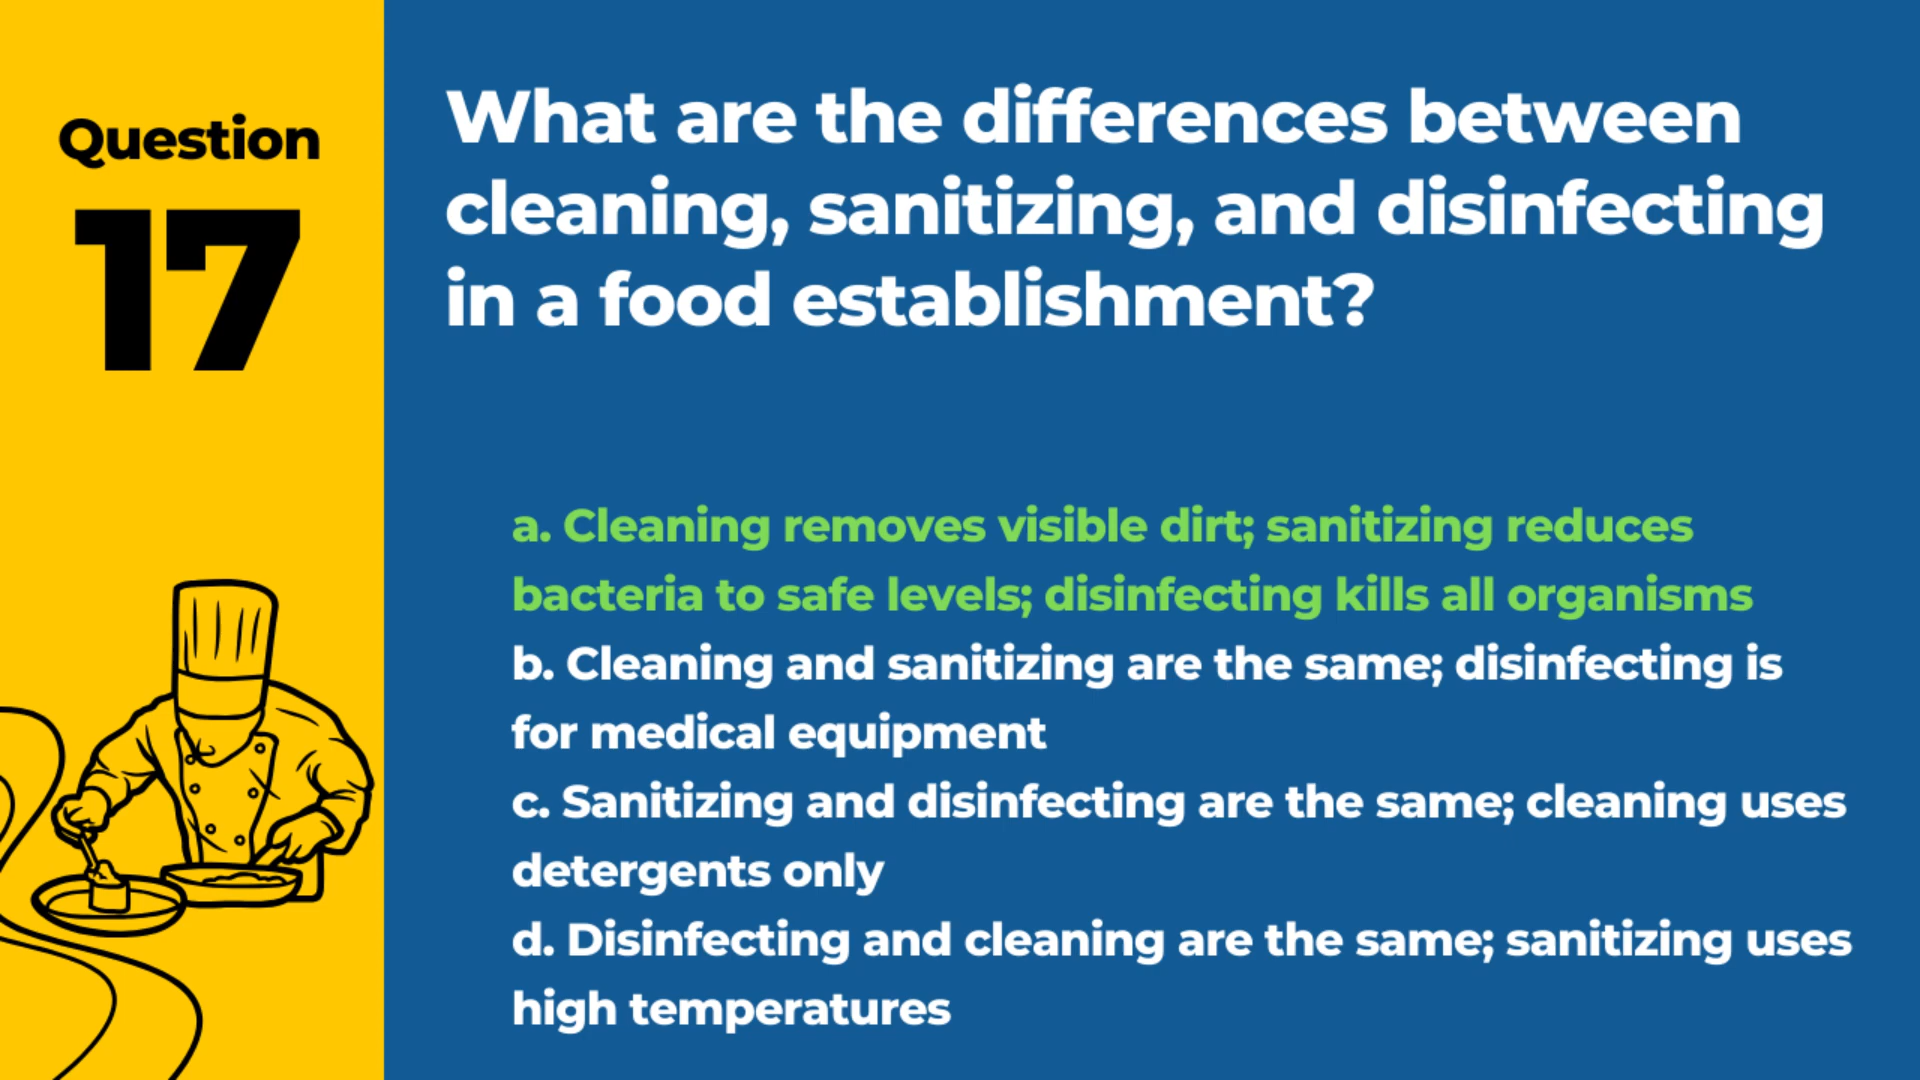 Question
17
What are the differences between
cleaning, sanitizing, and disinfecting
in a food establishment?
a. Cleaning removes visible dirt; sanitizing reduces
bacteria to safe levels; disinfecting kills all organisms
b. Cleaning and sanitizing are the same; disinfecting is
for medical equipment
c. Sanitizing and disinfecting are the same; cleaning uses
detergents only
d. Disinfecting and cleaning are the same; sanitizing uses
high temperatures